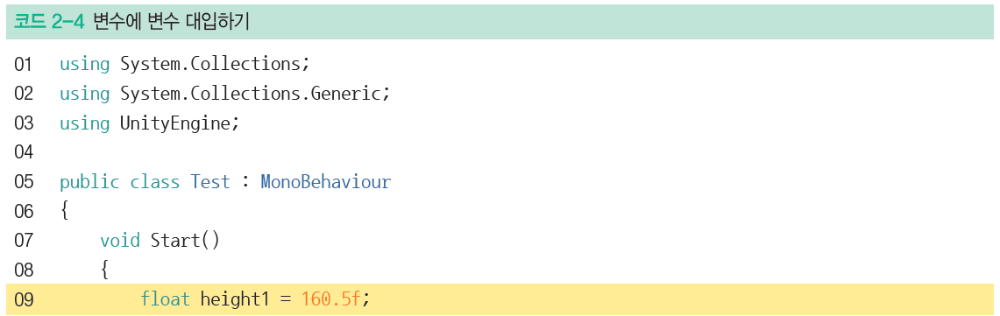 코드 2-4 변수에 변수 대입하기
01 using System.Collections;
02 using System.Collections.Generic;
03 using UnityEngine;
04
05 public class Test : MonoBehaviour
06 {
07 void Start()
08 {
09 float height1 = 160.5f;